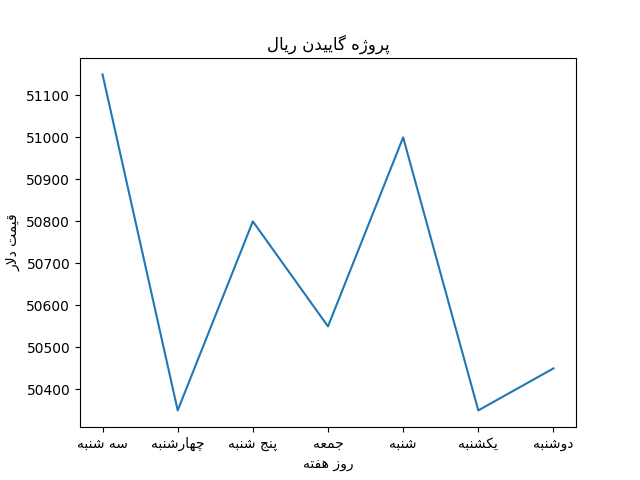 پروژه گاییدن ریال
51100
51000
50900
50800
50700
50600
50500
50400
قیمت دلار
سه شنبه
چهارشنبه
پنج شنبه
جمعه
شنبه
یکشنبه
دوشنبه
روز هفته